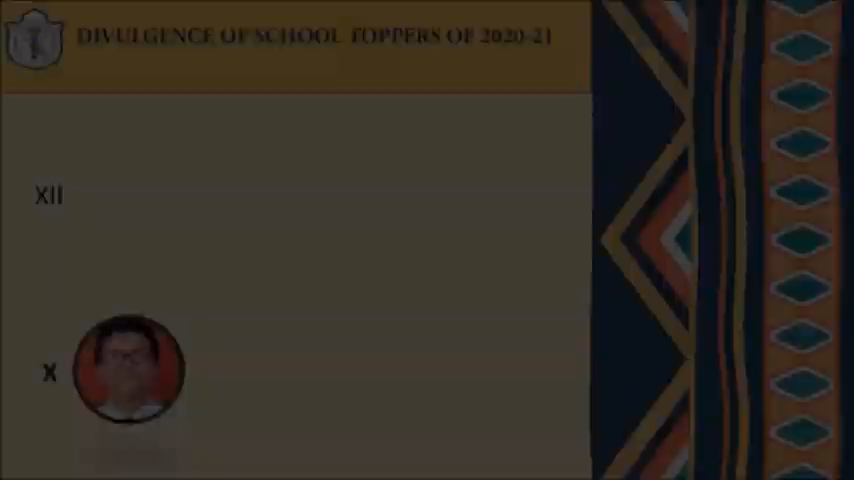 DIVULGENCE OF SCHOOL TOPPERS OF 2020-21
XII
X